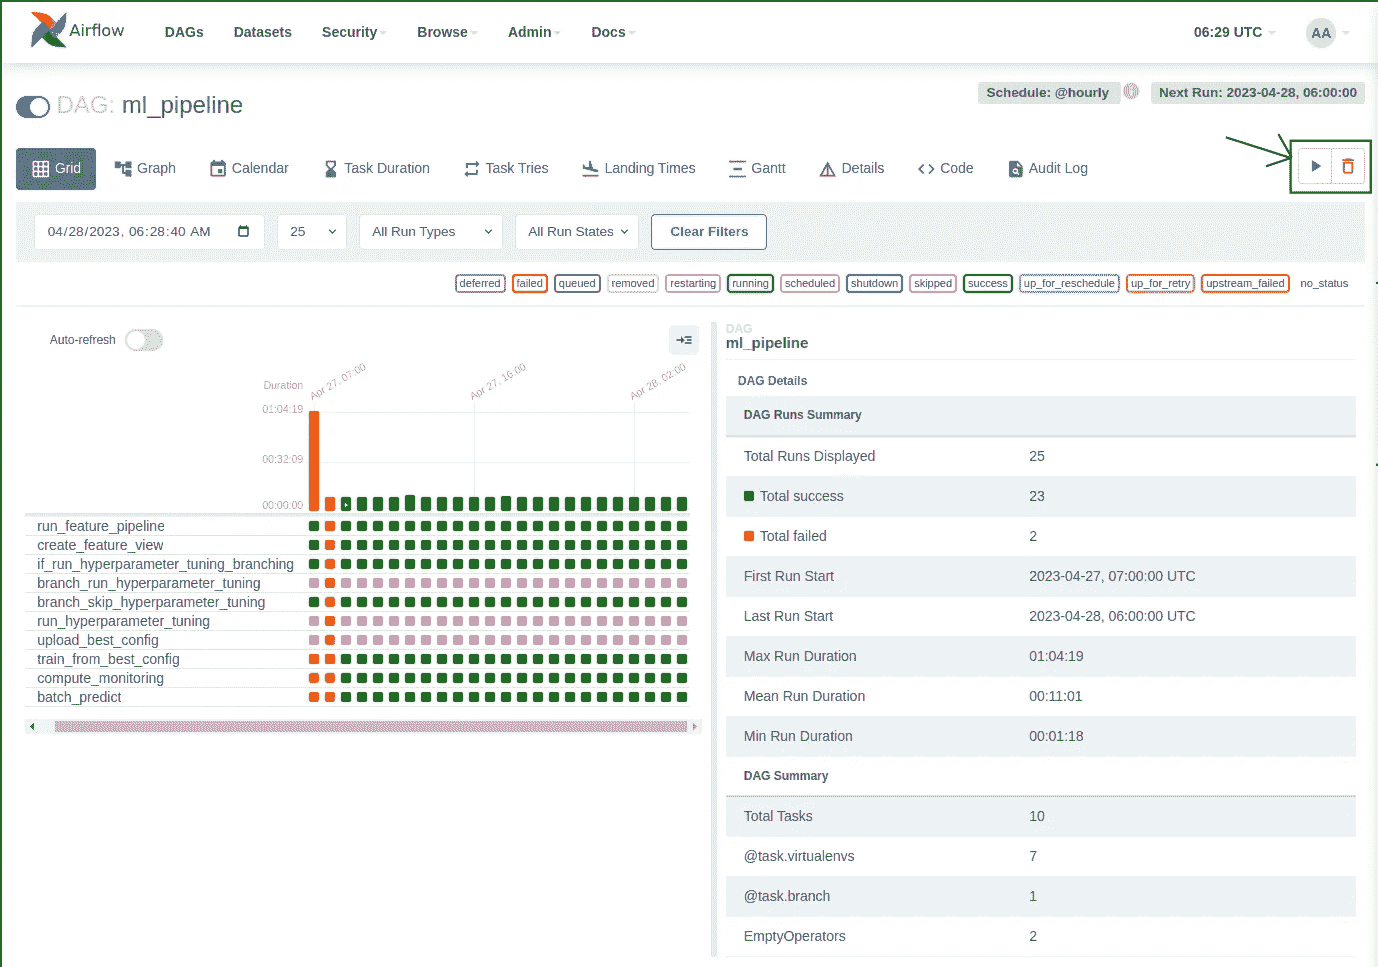 Airflow DAGs Datasets Security Browse Admin Docs 06:29 UTC AA
DAG: ml_pipeline
Schedule: @hourly
Next Run: 2023-04-28, 06:00:00
Grid Graph Calendar Task Duration Task Tries Landing Times Gantt Details Code Audit Log
04/28/2023, 06:28:40 AM 25 All Run Types All Run States Clear Filters
deferred failed queued removed restarting running scheduled shutdown skipped success up_for_reschedule up_for_retry upstream_failed no_status
Auto-refresh
Duration
Apr 27, 07:00 Apr 27, 16:00 Apr 28, 02:00
01:04:19
00:32:09
00:00:00
run_feature_pipeline
create_feature_view
if_run_hyperparameter_tuning_branching
branch_run_hyperparameter_tuning
branch_skip_hyperparameter_tuning
run_hyperparameter_tuning
upload_best_config
train_from_best_config
compute_monitoring
batch_predict
DAG
ml_pipeline
DAG Details
DAG Runs Summary
Total Runs Displayed 25
Total success 23
Total failed 2
First Run Start 2023-04-27, 07:00:00 UTC
Last Run Start 2023-04-28, 06:00:00 UTC
Max Run Duration 01:04:19
Mean Run Duration 00:11:01
Min Run Duration 00:01:18
DAG Summary
Total Tasks 10
@task.virtualenvs 7
@task.branch 1
EmptyOperators 2